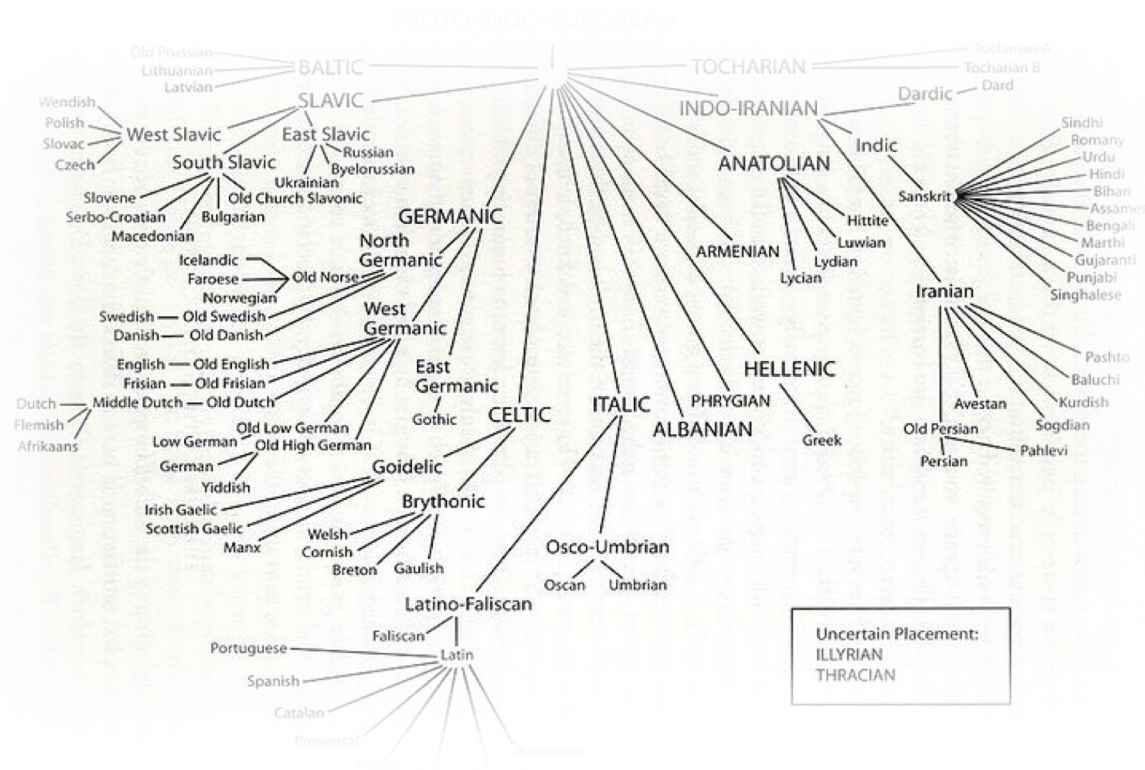 PROTO-INDO-EUROPEAN
Old Prussian
Lithuanian
Latvian
BALTIC
TOCHARIAN
Tocharian A
Tocharian B
SLAVIC
INDO-IRANIAN
Dardic
Dard
Wendish
Polish
Slovac
Czech
West Slavic
East Slavic
Russian
Byelorussian
Ukrainian
South Slavic
Old Church Slavonic
Slovene
Serbo-Croatian
Bulgarian
Macedonian
ANATOLIAN
Hittite
Luwian
Lydian
Lycian
Indic
Sanskrit
Sindhi
Romany
Urdu
Hindi
Bihari
Assames
Bengali
Marthi
Gujaranti
Punjabi
Singhalese
GERMANIC
North
Germanic
Icelandic
Faroese
Norwegian
Old Norse
Swedish
Old Swedish
Danish
Old Danish
West
Germanic
English
Old English
Frisian
Old Frisian
Dutch
Flemish
Afrikaans
Middle Dutch
Old Dutch
Old Low German
Low German
Old High German
German
Yiddish
East
Germanic
Gothic
ARMENIAN
Iranian
Pashto
Baluchi
Kurdish
Sogdian
Avestan
Old Persian
Pahlevi
Persian
HELLENIC
Greek
PHRYGIAN
ALBANIAN
CELTIC
ITALIC
Goidelic
Irish Gaelic
Scottish Gaelic
Manx
Brythonic
Welsh
Cornish
Breton
Gaulish
Osco-Umbrian
Oscan
Umbrian
Latino-Faliscan
Faliscan
Latin
Portuguese
Spanish
Catalan
Provencal
Rumanian
Uncertain Placement:
ILLYRIAN
THRACIAN